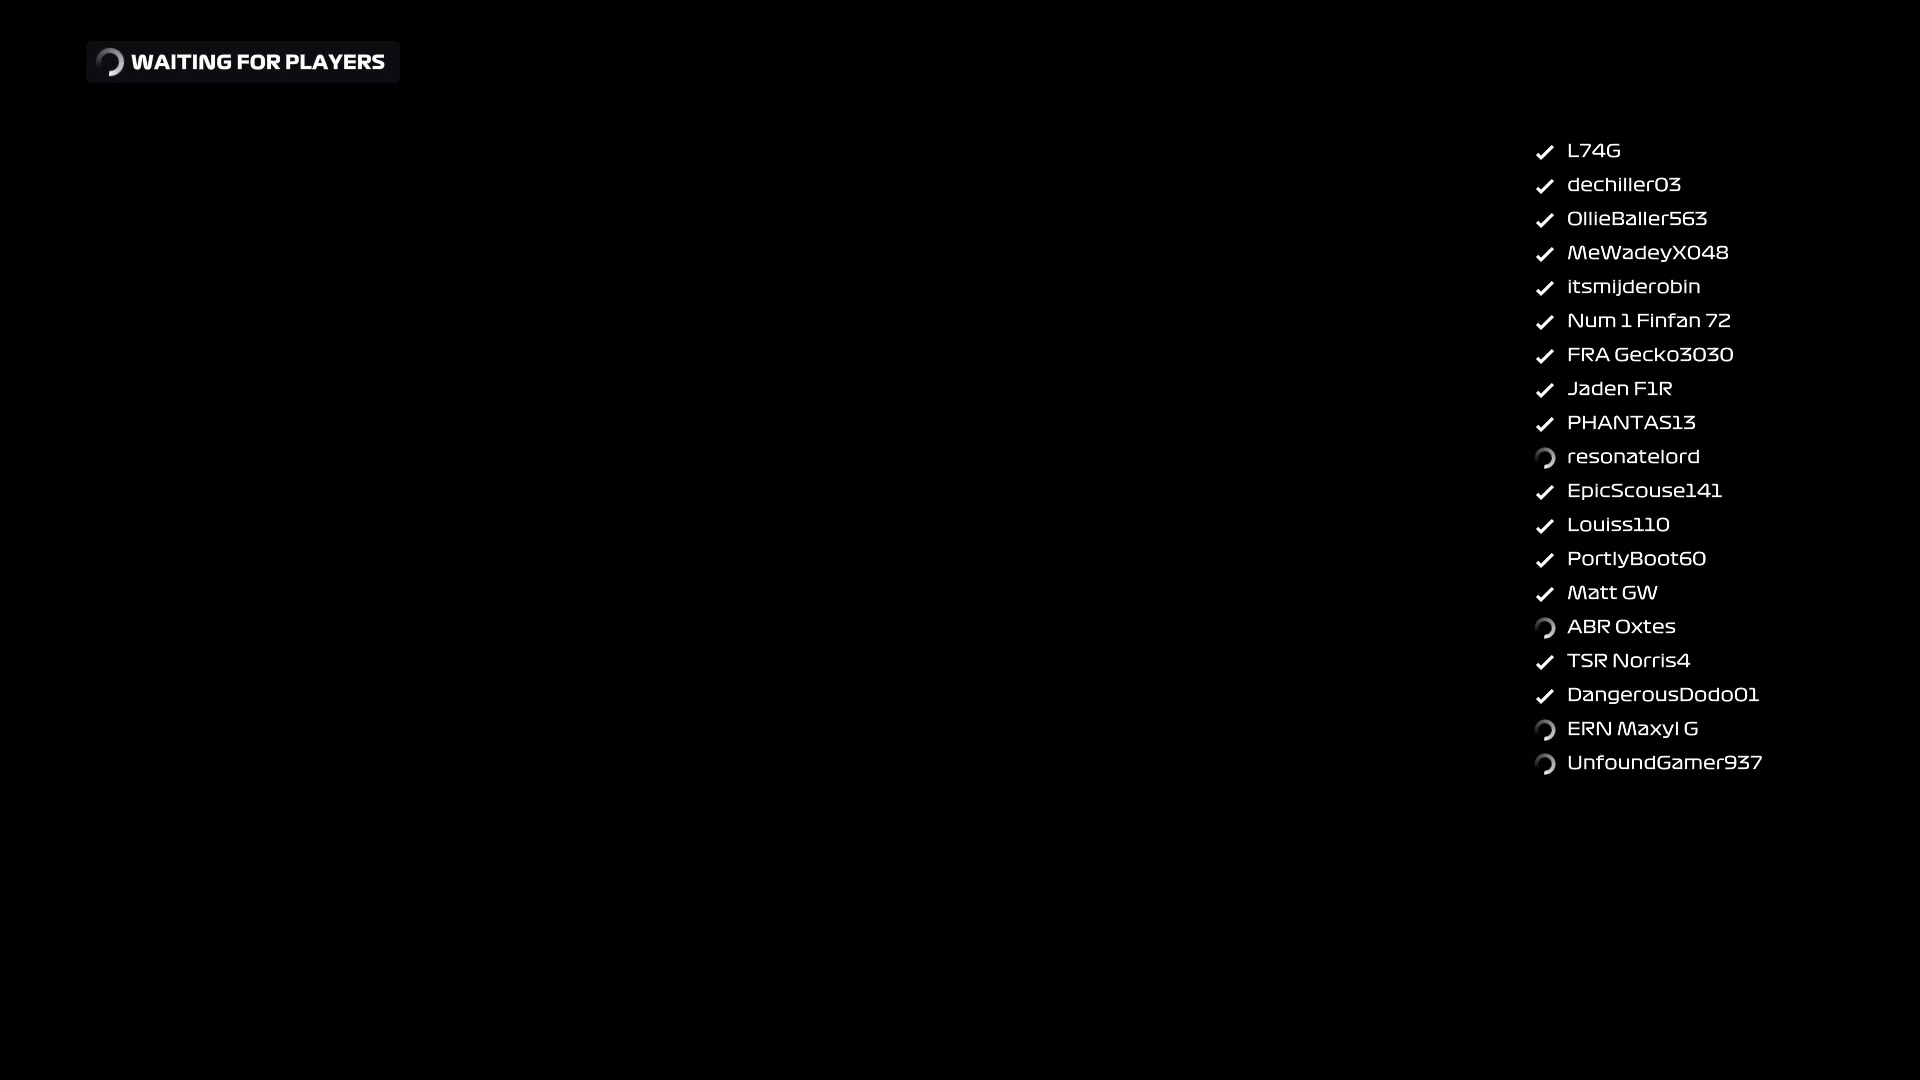 WAITING FOR PLAYERS
L74G
dechiller03
OllieBaller563
MeWadeyX048
itsmijderobin
Num 1 Finfan 72
FRA Gecko3030
Jaden F1R
PHANTAS13
resonatelord
EpicScouse141
Louiss110
PortlyBoot60
Matt GW
ABR Oxtes
TSR Norris4
DangerousDodo01
ERN Maxyl G
UnfoundGamer937